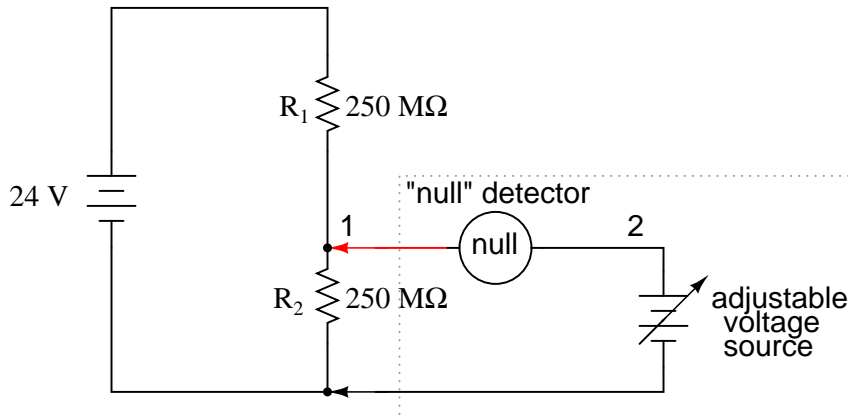 R₁ 250 MΩ
24 V
"null" detector
1
null
2
R₂ 250 MΩ
adjustable
voltage
source